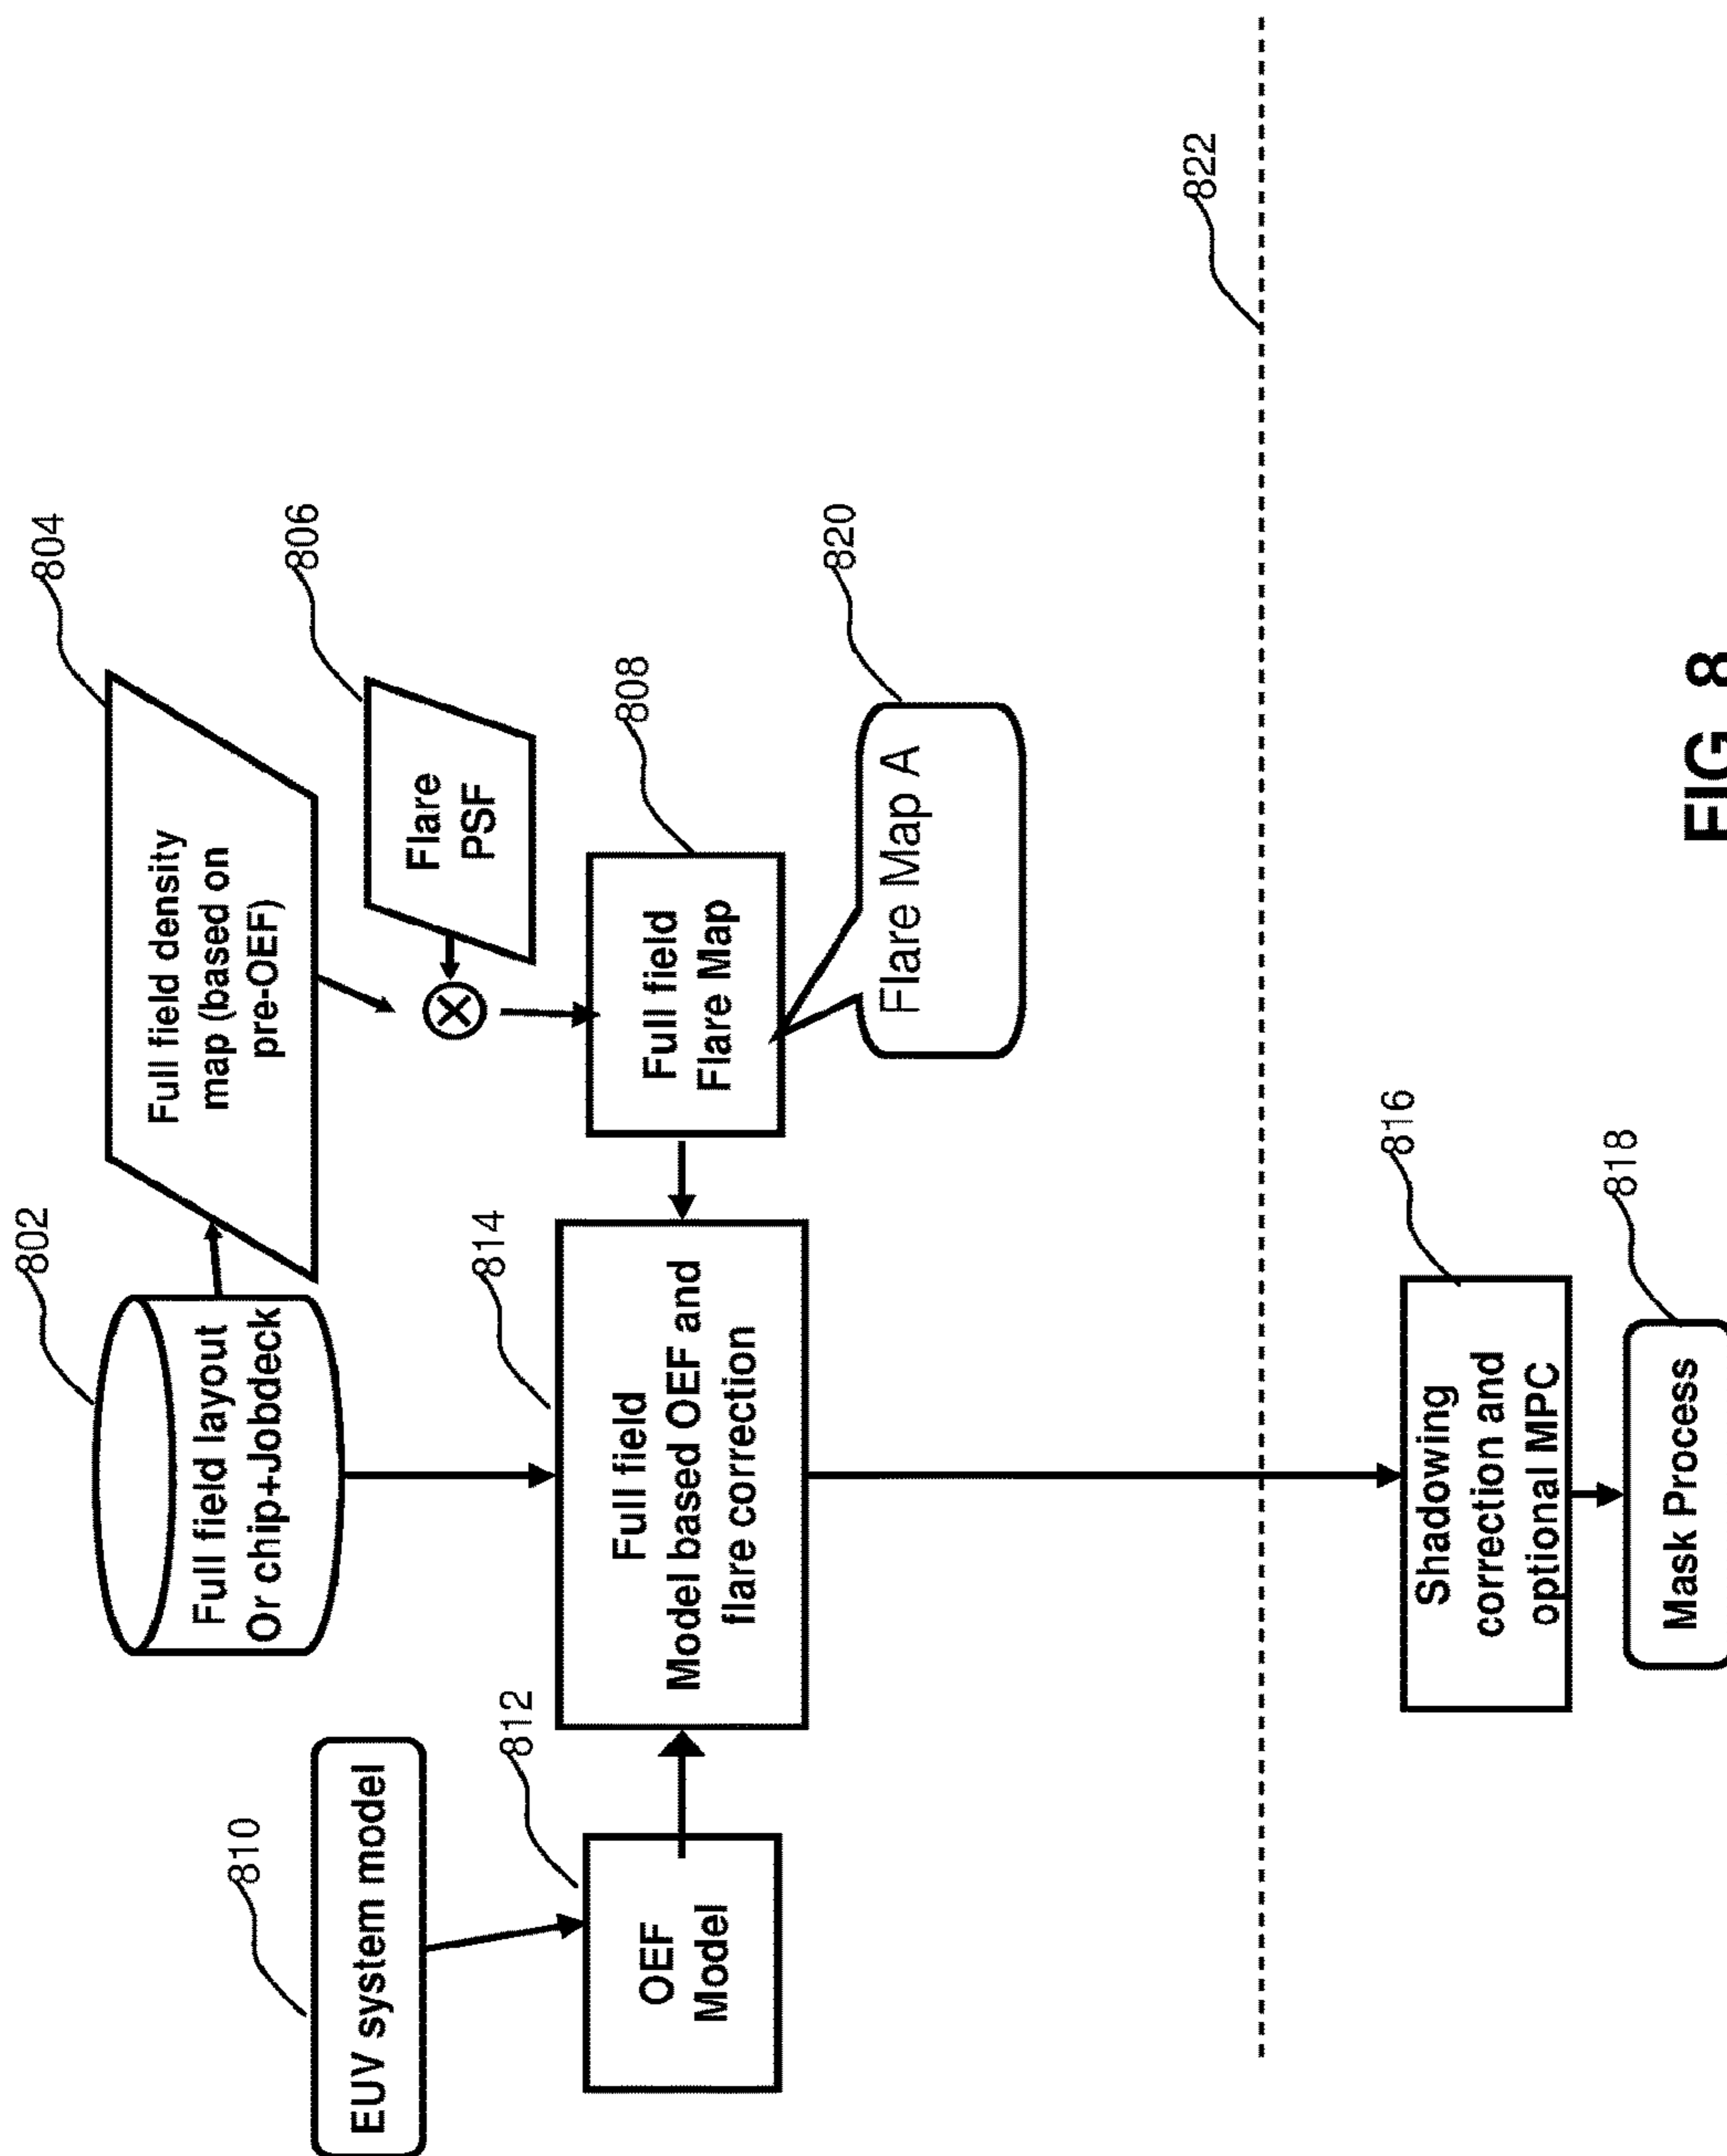 802
Full field layout
Or chip+Jobdeck
804
Full field density
map (based on
pre-OEF)
806
Flare
PSF
808
Full field
Flare Map
820
Flare Map A
810
EUV system model
812
OEF
Model
814
Full field
Model based OEF and
flare correction
822
816
Shadowing
correction and
optional MPC
818
Mask Process
FIG. 8